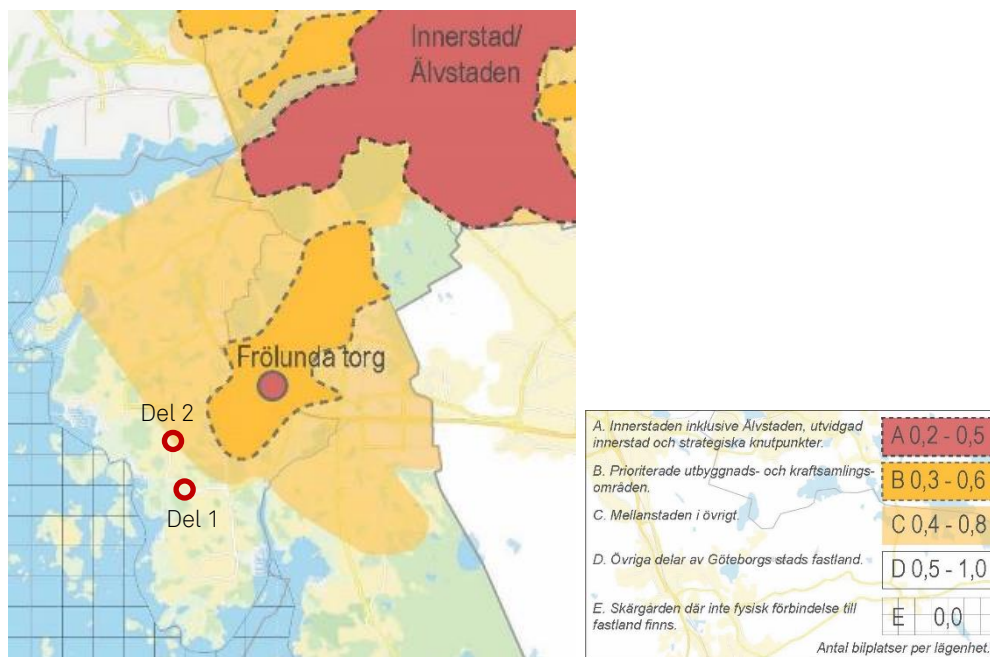 Innerstad/
Älvstaden
Frölunda torg
Del 2
Del 1
A. Innerstaden inklusive Älvstaden, utvidgad
innerstad och strategiska knutpunkter.
A 0,2 - 0,5
B. Prioriterade utbyggnads- och kraftsamlings-
områden.
B 0,3 - 0,6
C. Mellanstaden i övrigt.
C 0,4 - 0,8
D. Övriga delar av Göteborgs stads fastland.
D 0,5 - 1,0
E. Skärgården där inte fysisk förbindelse till
fastland finns.
E 0,0
Antal bilplatser per lägenhet.